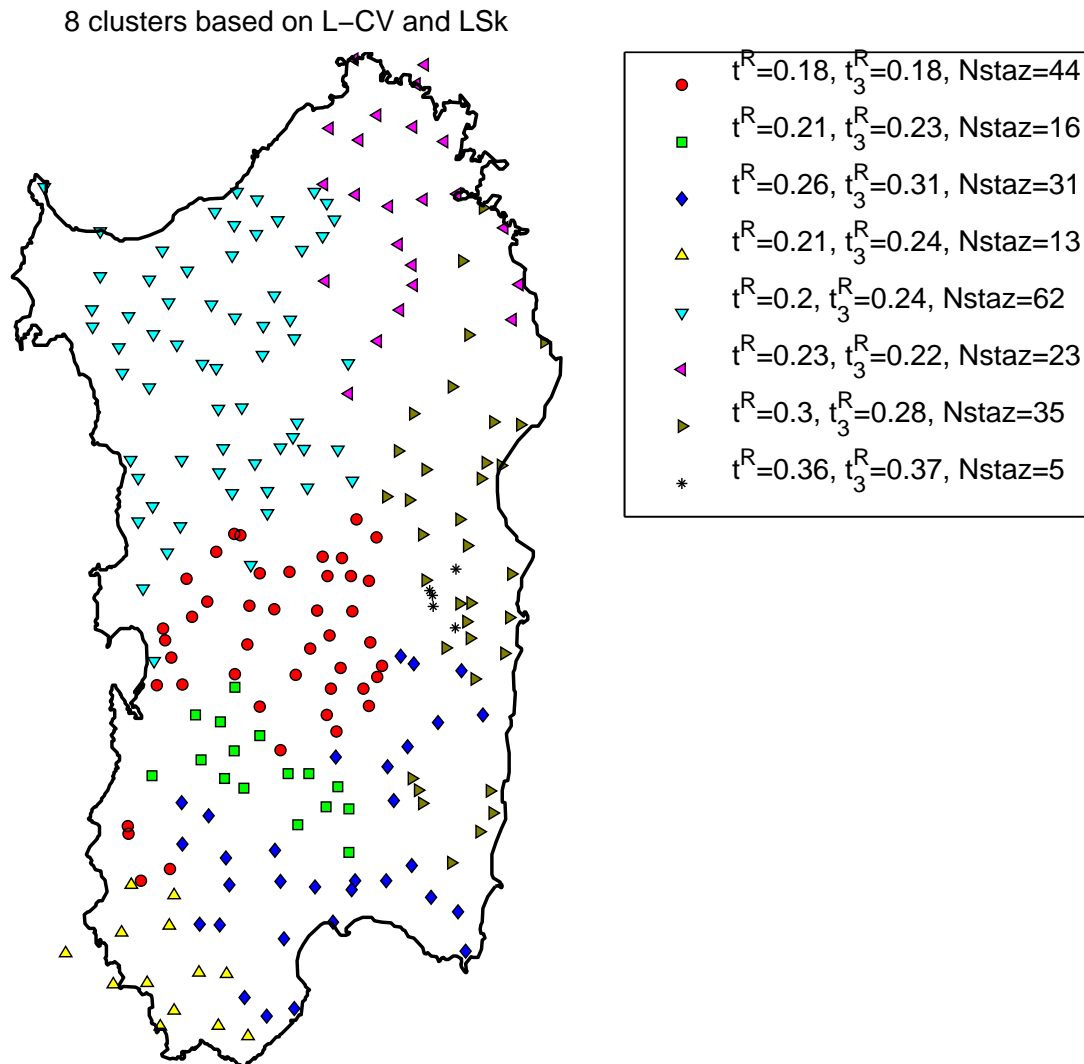 8 clusters based on L−CV and LSk
t^R=0.18, t_3^R=0.18, Nstaz=44
t^R=0.21, t_3^R=0.23, Nstaz=16
t^R=0.26, t_3^R=0.31, Nstaz=31
t^R=0.21, t_3^R=0.24, Nstaz=13
t^R=0.2, t_3^R=0.24, Nstaz=62
t^R=0.23, t_3^R=0.22, Nstaz=23
t^R=0.3, t_3^R=0.28, Nstaz=35
t^R=0.36, t_3^R=0.37, Nstaz=5